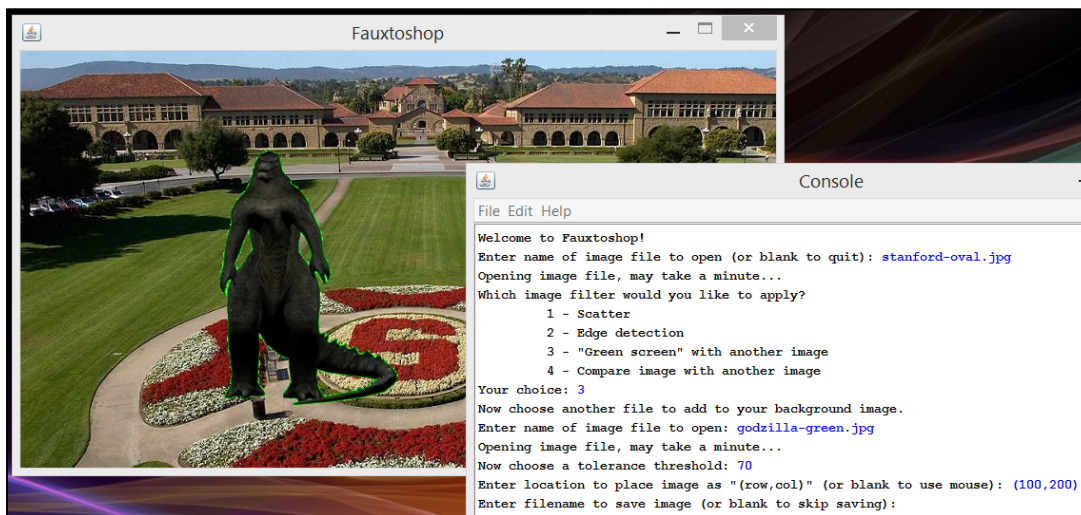 Fauxtoshop
Console
File Edit Help
Welcome to Fauxtoshop!
Enter name of image file to open (or blank to quit): stanford-oval.jpg
Opening image file, may take a minute...
Which image filter would you like to apply?
1 - Scatter
2 - Edge detection
3 - "Green screen" with another image
4 - Compare image with another image
Your choice: 3
Now choose another file to add to your background image.
Enter name of image file to open: godzilla-green.jpg
Opening image file, may take a minute...
Now choose a tolerance threshold: 70
Enter location to place image as "(row,col)" (or blank to use mouse): (100,200)
Enter filename to save image (or blank to skip saving):